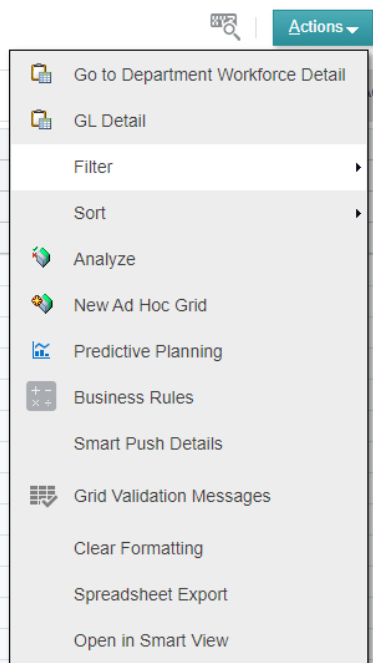 Actions
Go to Department Workforce Detail
GL Detail
Filter
Sort
Analyze
New Ad Hoc Grid
Predictive Planning
Business Rules
Smart Push Details
Grid Validation Messages
Clear Formatting
Spreadsheet Export
Open in Smart View